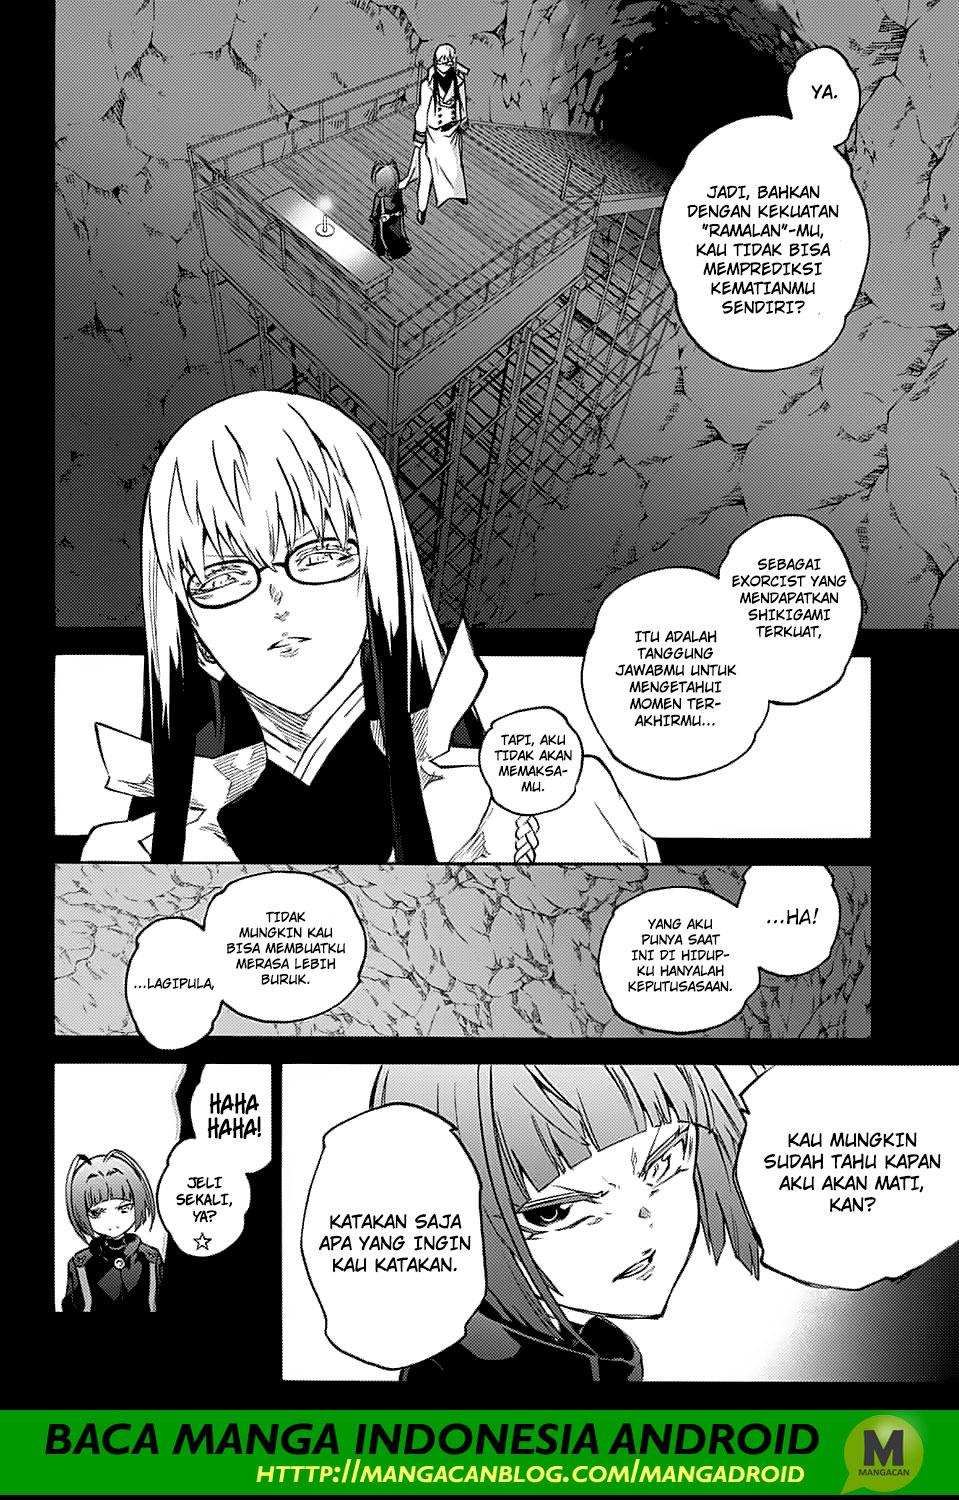 YA.
JADI, BAHKAN
DENGAN KEKUATAN
"RAMALAN"-MU,
KAU TIDAK BISA
MEMPREDIKSI
KEMATIANMU
SENDIRI?
SEBAGAI
EXORCIST YANG
MENDAPATKAN
SHIKIGAMI
TERKUAT,
ITU ADALAH
TANGGUNG
JAWABMU UNTUK
MENGETAHUI
MOMEN TER-
AKHIRMU...
TAPI, AKU
TIDAK AKAN
MEMAKSA-
MU.
...HA!
YANG AKU
PUNYA SAAT
INI DI HIDUP-
KU HANYALAH
KEPUTUSASAAN.
TIDAK
MUNGKIN KAU
BISA MEMBUATKU
MERASA LEBIH
BURUK.
...LAGIPULA,
KAU MUNGKIN
SUDAH TAHU KAPAN
AKU AKAN MATI,
KAN?
KATAKAN SAJA
APA YANG INGIN
KAU KATAKAN.
HAHA
HAHA!
JELI
SEKALI,
YA?
☆
BACA MANGA INDONESIA ANDROID
HTTTP://MANGACANBLOG.COM/MANGADROID
M
MANGACAN